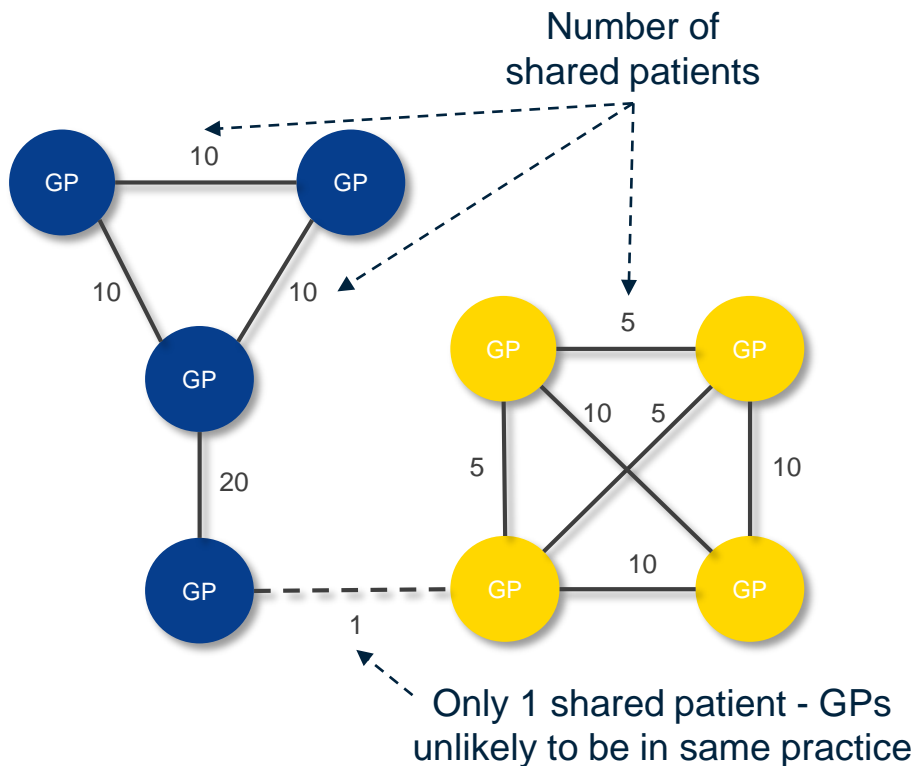 Number of
shared patients
10
GP
GP
10
10
GP
5
GP
GP
10
5
5
10
20
10
GP
GP
GP
1
Only 1 shared patient - GPs
unlikely to be in same practice